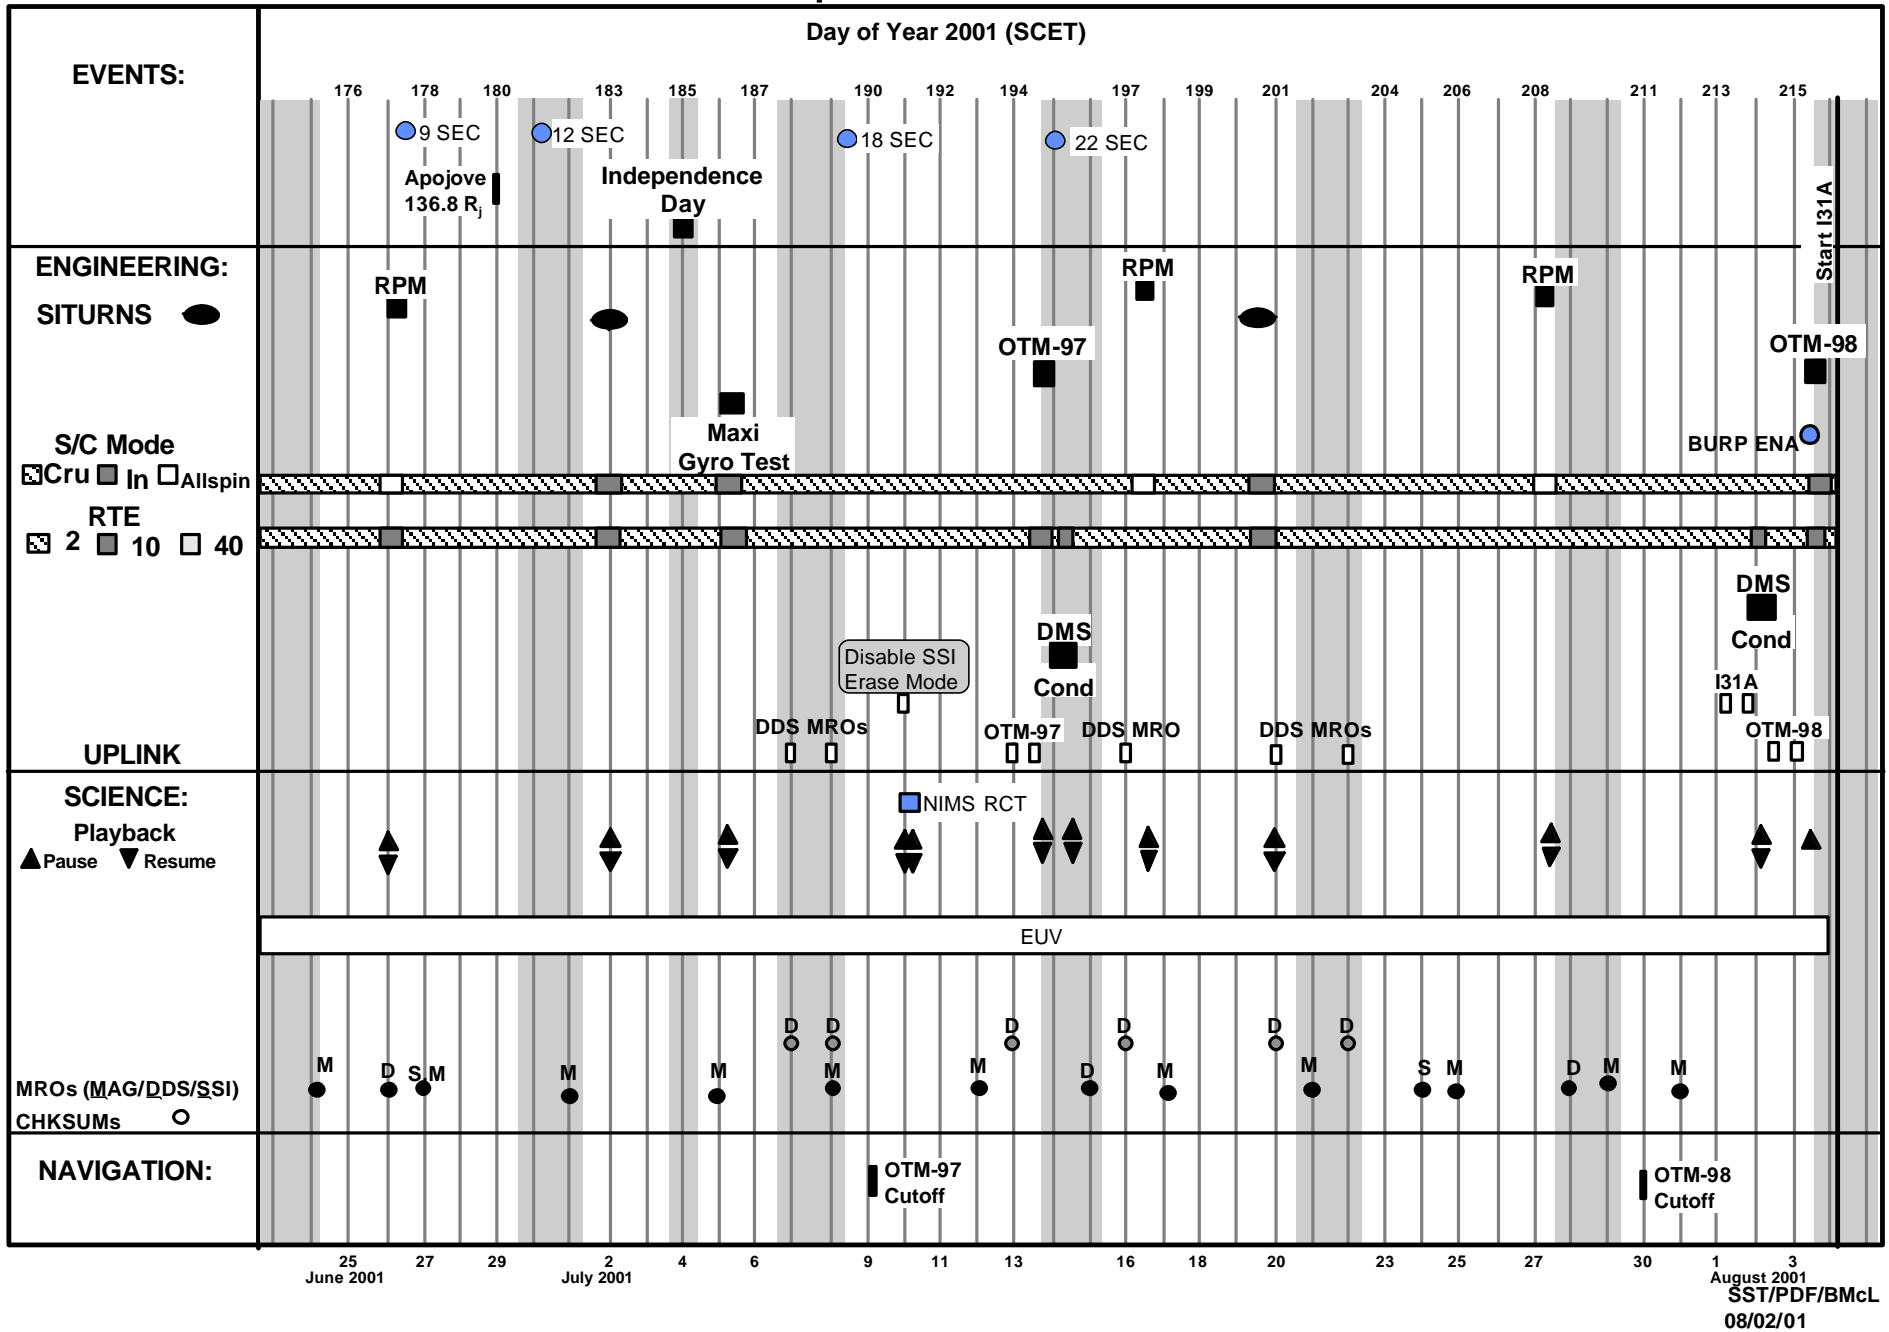 Day of Year 2001 (SCET)
EVENTS:
176 178 180 183 185 187 190 192 194 197 199 201 204 206 208 211 213 215
9 SEC
12 SEC
18 SEC
22 SEC
Apojove
136.8 Rj
Independence
Day
Start I31A
ENGINEERING:
RPM
RPM
RPM
SITURNS
OTM-97
OTM-98
Maxi
Gyro Test
BURP ENA
S/C Mode
Cru In Allspin
RTE
2 10 40
DMS
Cond
DMS
Cond
Disable SSI
Erase Mode
I31A
DDS MROs
OTM-97
DDS MRO
DDS MROs
OTM-98
UPLINK
SCIENCE:
NIMS RCT
Playback
Pause Resume
EUV
D D D D D D
M D S,M M M M M D M M S M D M M
MROs (MAG/DDS/SSI)
CHKSUMs
NAVIGATION:
OTM-97
Cutoff
OTM-98
Cutoff
25 27 29 2 4 6 9 11 13 16 18 20 23 25 27 30 1 3
June 2001 July 2001 August 2001
SST/PDF/BMcL
08/02/01